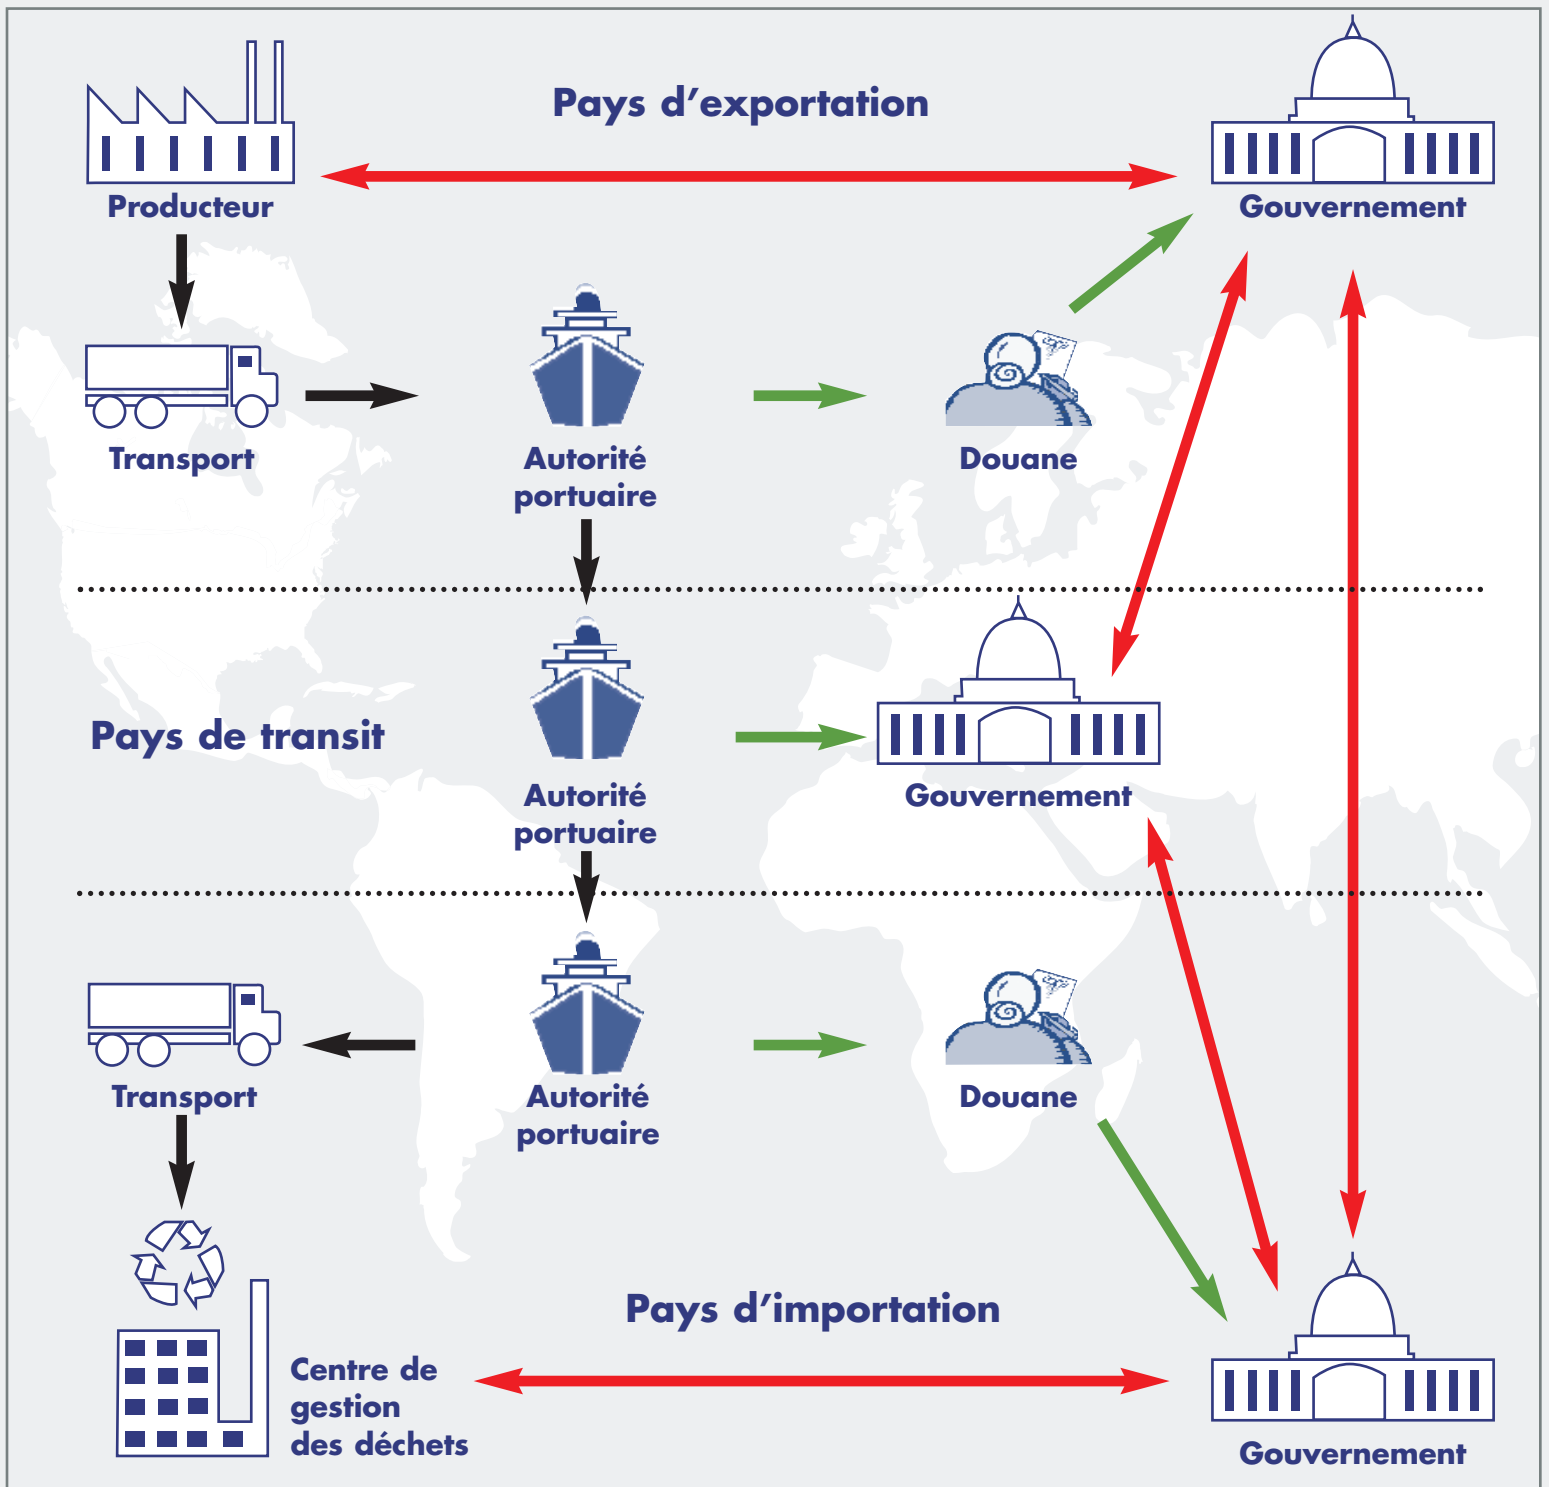 Pays d’exportation
Producteur
Gouvernement
Transport
Autorité
portuaire
Douane
Pays de transit
Autorité
portuaire
Gouvernement
Transport
Autorité
portuaire
Douane
Pays d’importation
Centre de
gestion
des déchets
Gouvernement